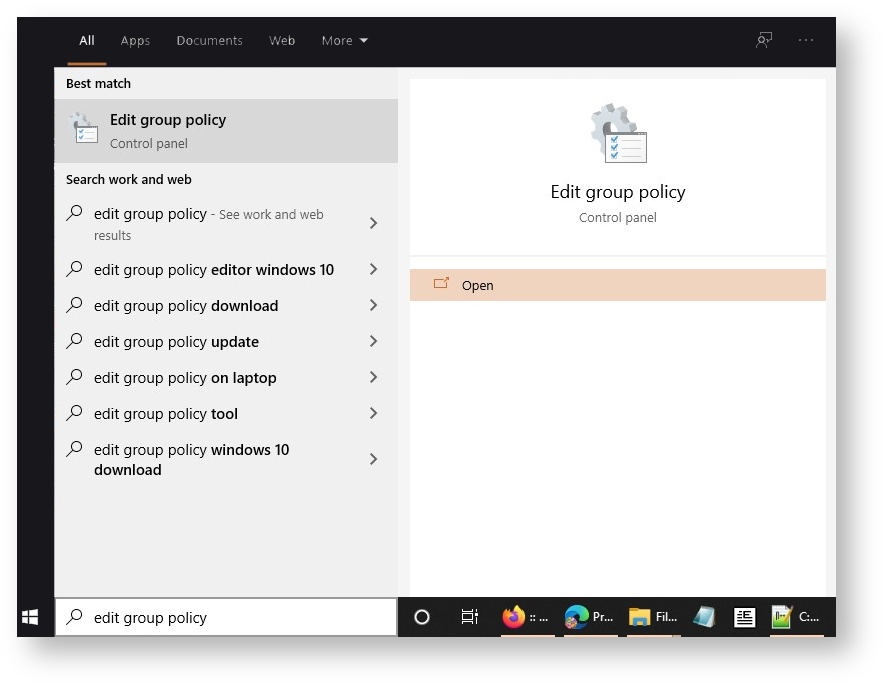 All Apps Documents Web More
Best match
Edit group policy
Control panel
Search work and web
edit group policy - See work and web
results
edit group policy editor windows 10
edit group policy download
edit group policy update
edit group policy on laptop
edit group policy tool
edit group policy windows 10
download
Edit group policy
Control panel
Open
edit group policy
:: ... Pr... Fil... C:...